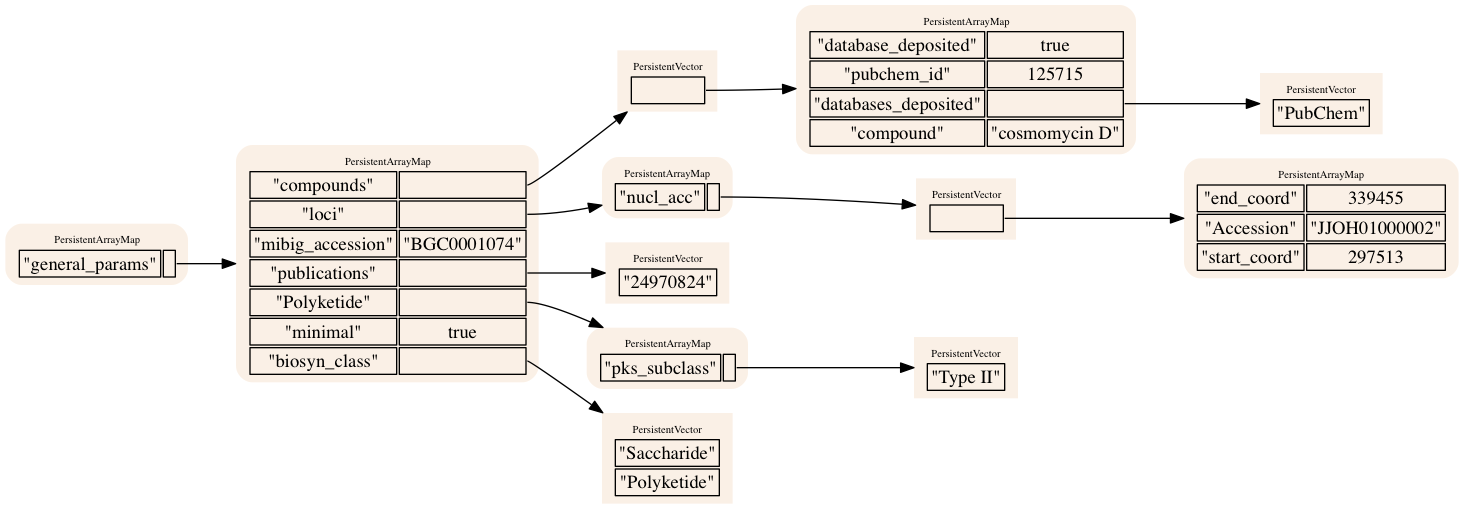 PersistentArrayMap
"general_params"
PersistentArrayMap
"compounds"
"loci"
"mibig_accession" "BGC0001074"
"publications"
"Polyketide"
"minimal" true
"biosyn_class"
PersistentVector
PersistentArrayMap
"database_deposited" true
"pubchem_id" 125715
"databases_deposited"
"compound" "cosmomycin D"
PersistentVector
"PubChem"
PersistentArrayMap
"nucl_acc"
PersistentVector
PersistentArrayMap
"end_coord" 339455
"Accession" "JJOH01000002"
"start_coord" 297513
PersistentVector
"24970824"
PersistentArrayMap
"pks_subclass"
PersistentVector
"Type II"
PersistentVector
"Saccharide"
"Polyketide"